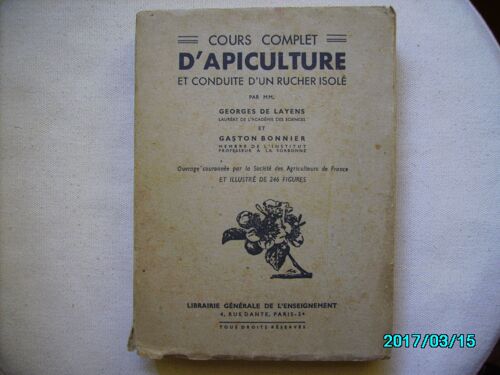 COURS COMPLET
D'APICULTURE
ET CONDUITE D'UN RUCHER ISOLÉ
PAR MM.
GEORGES DE LAYENS
LAURÉAT DE L'ACADÉMIE DES SCIENCES
ET
GASTON BONNIER
MEMBRE DE L'INSTITUT
PROFESSEUR A LA SORBONNE
Ouvrage couronnée par la Société des Agriculteurs de France
ET ILLUSTRÉ DE 246 FIGURES
LIBRAIRIE GÉNÉRALE DE L'ENSEIGNEMENT
4, RUE DANTE, PARIS-5e
TOUS DROITS RÉSERVÉS
2017/03/15